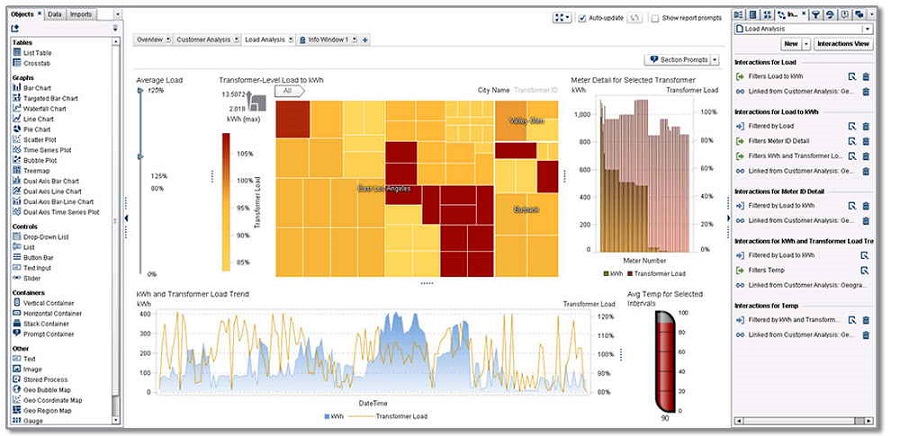 Objects Data Imports
Tables
List Table
Crosstab
Graphs
Bar Chart
Targeted Bar Chart
Waterfall Chart
Line Chart
Pie Chart
Scatter Plot
Time Series Plot
Bubble Plot
Treemap
Dual Axis Bar Chart
Dual Axis Line Chart
Dual Axis Bar-Line Chart
Dual Axis Time Series Plot
Controls
Drop-Down List
List
Button Bar
Text Input
Slider
Containers
Vertical Container
Horizontal Container
Stack Container
Prompt Container
Other
Text
Image
Stored Process
Geo Bubble Map
Geo Coordinate Map
Geo Region Map
Gauge
Auto-update Show report prompts
Overview Customer Analysis Load Analysis Info Window 1
Section Prompts
Average Load
125%
80%
0%
Transformer-Level Load to kWh
2.018
kWh (max)
All
City Name Transformer ID
105%
95%
90%
85%
Transformer Load
East Los Angeles
Burbank
Meter Detail for Selected Transformer
kWh Transformer Load
1,000
800
600
400
200
0
100%
80%
60%
40%
20%
0%
Meter Number
kWh Transformer Load
kWh and Transformer Load Trend
kWh Transformer Load
400
300
200
100
0
120%
110%
100%
90%
80%
DateTime
kWh Transformer Load
Avg Temp for Selected
Intervals
100
80
60
40
20
0
90
Load Analysis
New Interactions View
Interactions for Load
Filters Load to kWh
Linked from Customer Analysis: Ge...
Interactions for Load to kWh
Filtered by Load
Filters Meter ID Detail
Filters kWh and Transformer Lo...
Linked from Customer Analysis: Ge...
Interactions for Meter ID Detail
Filtered by Load to kWh
Linked from Customer Analysis: Ge...
Interactions for kWh and Transformer Load Tre
Filtered by Load to kWh
Filters Temp
Linked from Customer Analysis: Geogra...
Interactions for Temp
Filtered by kWh and Transform...
Linked from Customer Analysis: Ge...